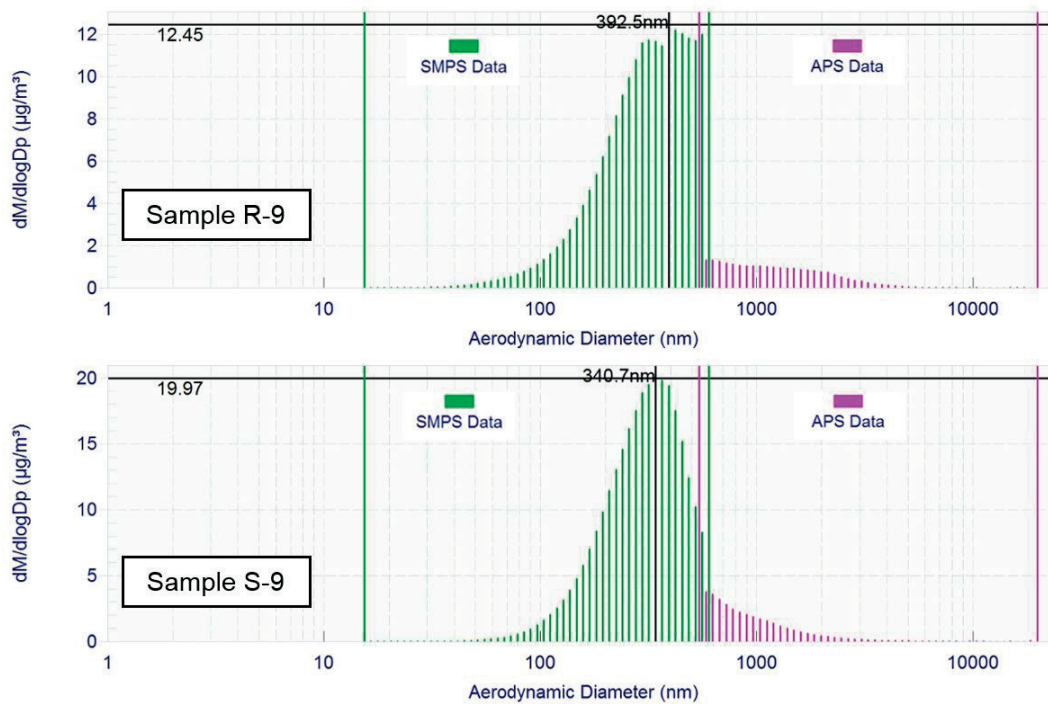 dM/dlogDp (µg/m³)
12
10
8
6
4
2
0
12.45
392.5nm
SMPS Data
APS Data
Sample R-9
1
10
100
1000
10000
Aerodynamic Diameter (nm)
dM/dlogDp (µg/m³)
20
15
10
5
0
19.97
340.7nm
SMPS Data
APS Data
Sample S-9
1
10
100
1000
10000
Aerodynamic Diameter (nm)